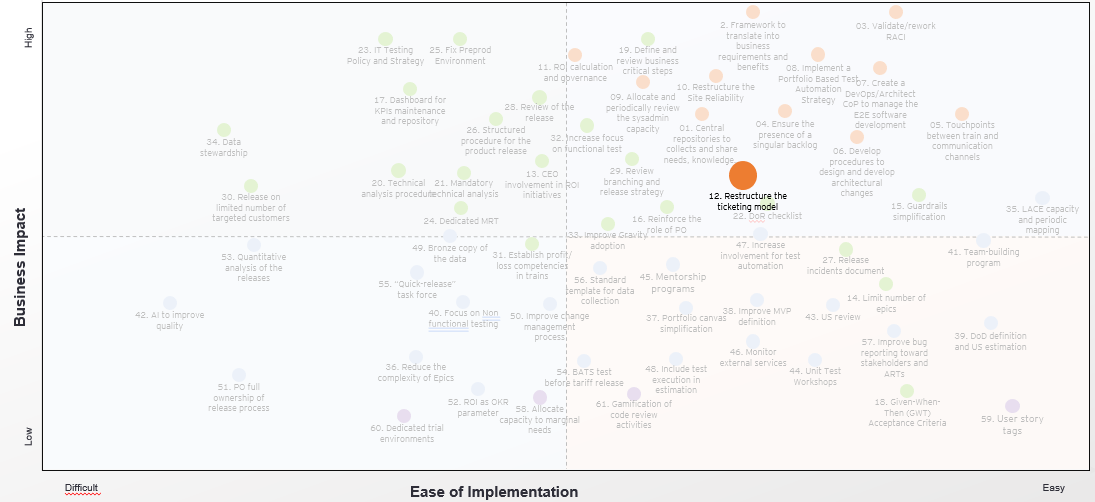 High
23. IT Testing
Policy and Strategy
25. Fix Preprod
Environment
19. Define and
review business
critical steps
2. Framework to
translate into
business
requirements and
benefits
03. Validate/rework
RACI
11. ROI calculation
and governance
08. Implement a
Portfolio Based Test
Automation
Strategy
07. Create a
DevOps/Architect
CoP to manage the
E2E software
development
17. Dashboard for
KPIs maintenance
and repository
28. Review of the
release
09. Allocate and
periodically review
the sysadmin
capacity
10. Restructure the
Site Reliability
26. Structured
procedure for the
product release
32. Increase focus
on functional test
01. Central
repositories to
collects and share
needs, knowledge
04. Ensure the
presence of a
singular backlog
05. Touchpoints
between train and
communication
channels
34. Data
stewardship
06. Develop
procedures to
design and develop
architectural
changes
20. Technical
analysis procedure
21. Mandatory
technical analysis
13. CEO
involvement in ROI
initiatives
29. Review
branching and
release strategy
30. Release on
limited number of
targeted customers
12. Restructure the
ticketing model
22. DoR checklist
15. Guardrails
simplification
35. LACE capacity
and periodic
mapping
24. Dedicated MRT
16. Reinforce the
role of PO
33. Improve Gravity
adoption
Business Impact
53. Quantitative
analysis of the
releases
49. Bronze copy of
the data
31. Establish profit/
loss competencies
in trains
47. Increase
involvement for test
automation
27. Release
incidents document
41. Team-building
program
55. "Quick-release"
task force
56. Standard
template for data
collection
45. Mentorship
programs
14. Limit number of
epics
42. AI to improve
quality
40. Focus on Non
functional testing
50. Improve change
management
process
37. Portfolio canvas
simplification
38. Improve MVP
definition
43. US review
39. DoD definition
and US estimation
57. Improve bug
reporting toward
stakeholders and
ARTs
46. Monitor
external services
36. Reduce the
complexity of Epics
54. BATS test
before tariff release
48. Include test
execution in
estimation
44. Unit Test
Workshops
51. PO full
ownership of
release process
52. ROI as OKR
parameter
58. Allocate
capacity to marginal
needs
61. Gamification of
code review
activities
18. Given-When-
Then (GWT)
Acceptance Criteria
59. User story
tags
60. Dedicated trial
environments
Low
Difficult
Ease of Implementation
Easy